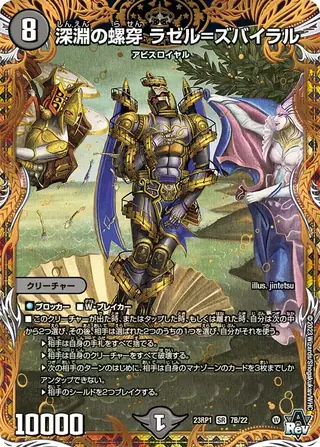 8
しんえん ら せん
深淵の螺穿 ラゼル=ズバイラル
アビスロイヤル
illus. jintetsu
クリーチャー
ブロッカー W・ブレイカー
このクリーチャーが出た時、またはタップした時、もしくは離れた時、自分は次の中
から2つ選び、その後、相手は選ばれた2つのうちの1つを選び、自分がそれを使う。
▶相手は自身の手札をすべて捨てる。
▶相手は自身のクリーチャーをすべて破壊する。
▶次の相手のターンのはじめに、相手は自身のマナゾーンのカードを3枚までしか
アンタップできない。
▶相手のシールドを2つブレイクする。
10000
23RP1 SR 7B/22
Rev